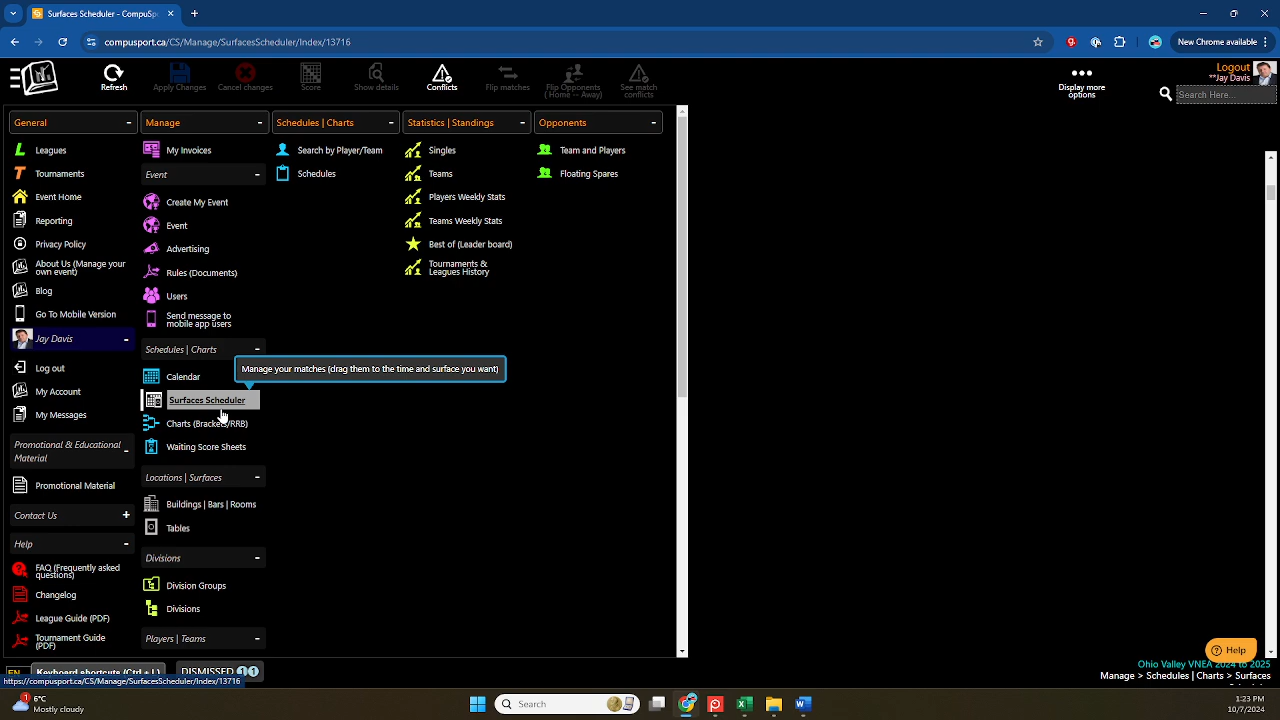 Surfaces Scheduler - CompuSpo
compusport.ca/CS/Manage/SurfacesScheduler/Index/13716
New Chrome available
Refresh
Apply Changes
Cancel changes
Score
Show details
Conflicts
Flip matches
Flip Opponents
( Home -- Away)
See match
conflicts
Display more
options
Logout
**Jay Davis
Search Here...
General -
Manage -
Schedules | Charts -
Statistics | Standings -
Opponents -
Leagues
Tournaments
Event Home
Reporting
Privacy Policy
About Us (Manage your
own event)
Blog
Go To Mobile Version
Jay Davis -
Log out
My Account
My Messages
Promotional & Educational
Material -
Promotional Material
Contact Us +
Help -
FAQ (Frequently asked
questions)
Changelog
League Guide (PDF)
Tournament Guide
(PDF)
My Invoices
Event -
Create My Event
Event
Advertising
Rules (Documents)
Users
Send message to
mobile app users
Schedules | Charts -
Calendar
Surfaces Scheduler
Charts (Brackets/RRB)
Waiting Score Sheets
Locations | Surfaces -
Buildings | Bars | Rooms
Tables
Divisions -
Division Groups
Divisions
Players | Teams -
Search by Player/Team
Schedules
Singles
Teams
Players Weekly Stats
Teams Weekly Stats
Best of (Leader board)
Tournaments &
Leagues History
Team and Players
Floating Spares
Manage your matches (drag them to the time and surface you want)
Help
EN
Keyboard shortcuts (Ctrl + L)
DISMISSED 1 1
Ohio Valley VNEA 2024 to 2025
Manage > Schedules | Charts > Surfaces
https://compusport.ca/CS/Manage/SurfacesScheduler/Index/13716
1
6°C
Mostly cloudy
Search
1:23 PM
10/7/2024